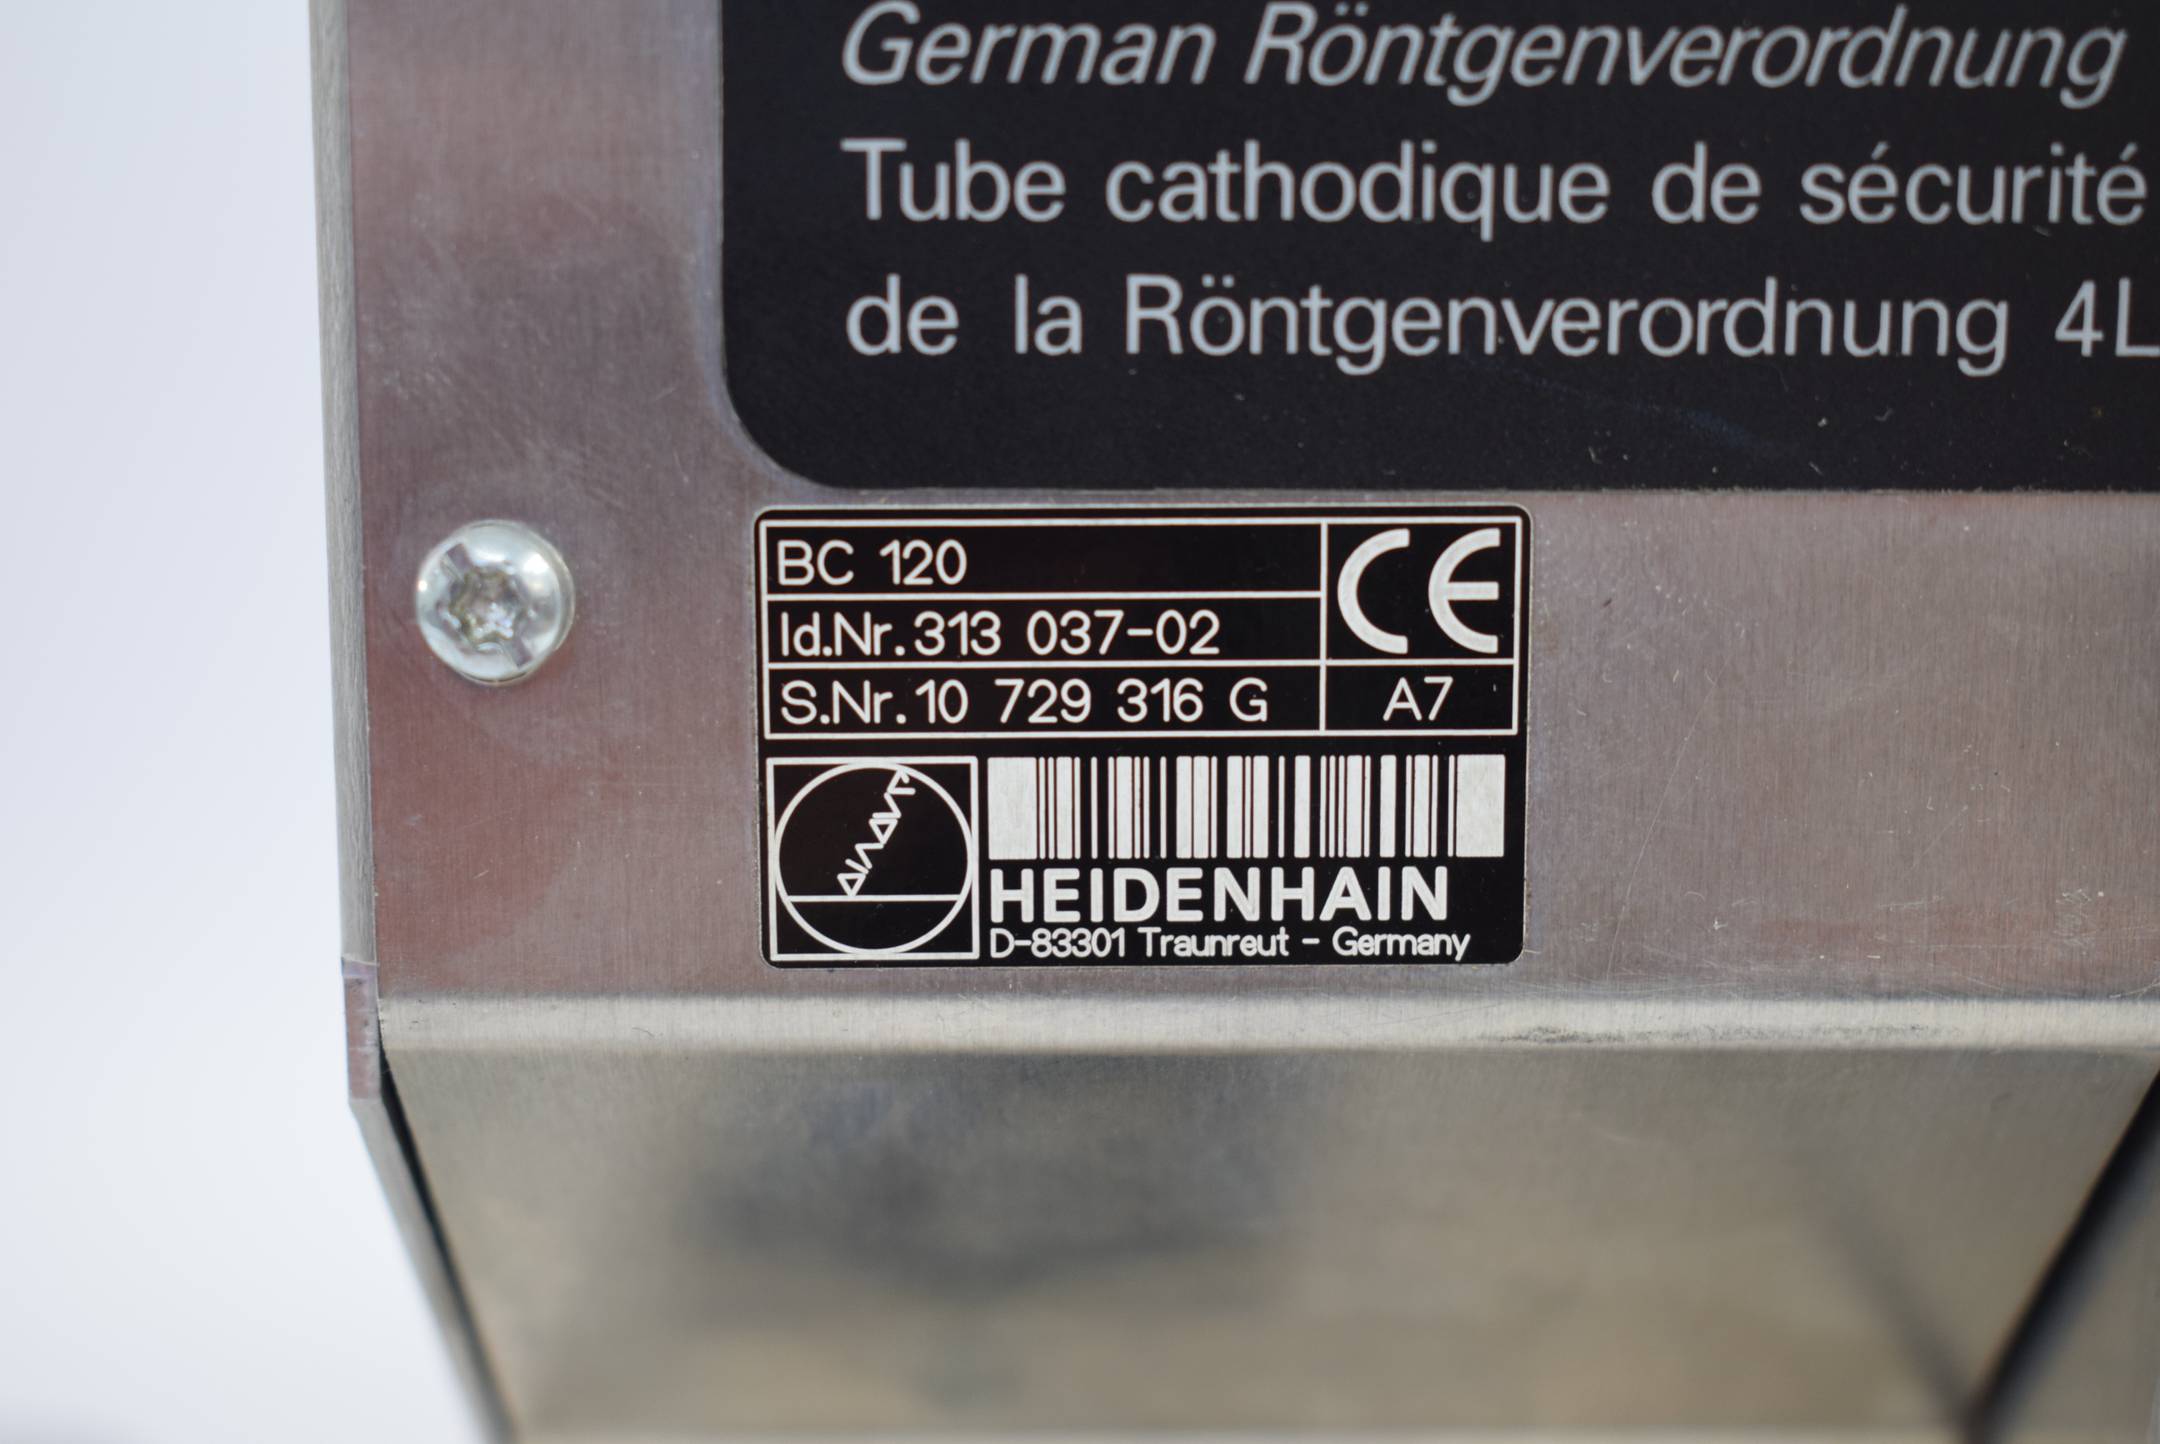 German Röntgenverordnung
Tube cathodique de sécurité
de la Röntgenverordnung 4L
BC 120
Id.Nr. 313 037-02
CE
S.Nr. 10 729 316 G
A7
HEIDENHAIN
D-83301 Traunreut - Germany